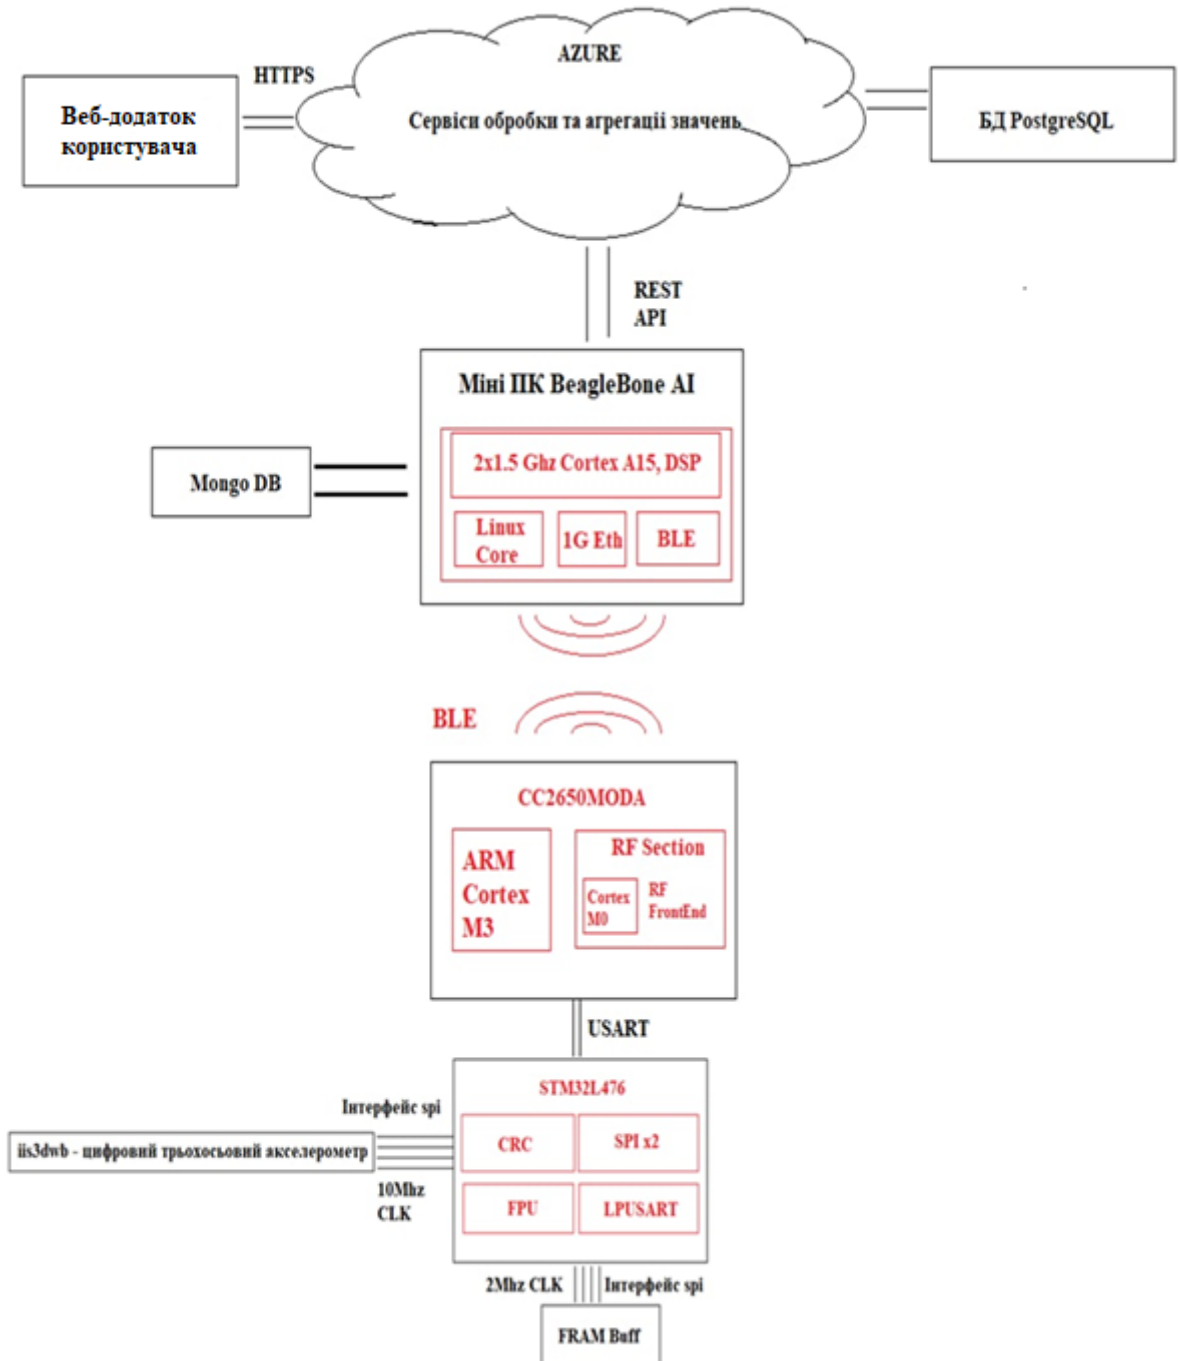 AZURE
HTTPS
Веб-додаток
користувача
Сервіси обробки та агрегації значень
БД PostgreSQL
REST
API
Міні ПК BeagleBone AI
2x1.5 Ghz Cortex A15, DSP
Linux
Core
1G Eth
BLE
Mongo DB
BLE
CC2650MODA
ARM
Cortex
M3
RF Section
Cortex
M0
RF
FrontEnd
USART
STM32L476
Інтерфейс spi
CRC
SPI x2
iis3dwb - цифровий трьохосьовий акселерометр
10Mhz
CLK
FPU
LPUSART
2Mhz CLK
Інтерфейс spi
FRAM Buff